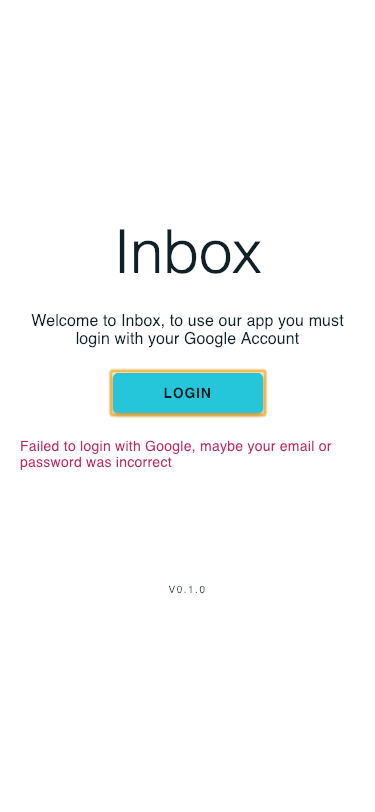 Inbox
Welcome to Inbox, to use our app you must
login with your Google Account
LOGIN
Failed to login with Google, maybe your email or
password was incorrect
V0.1.0